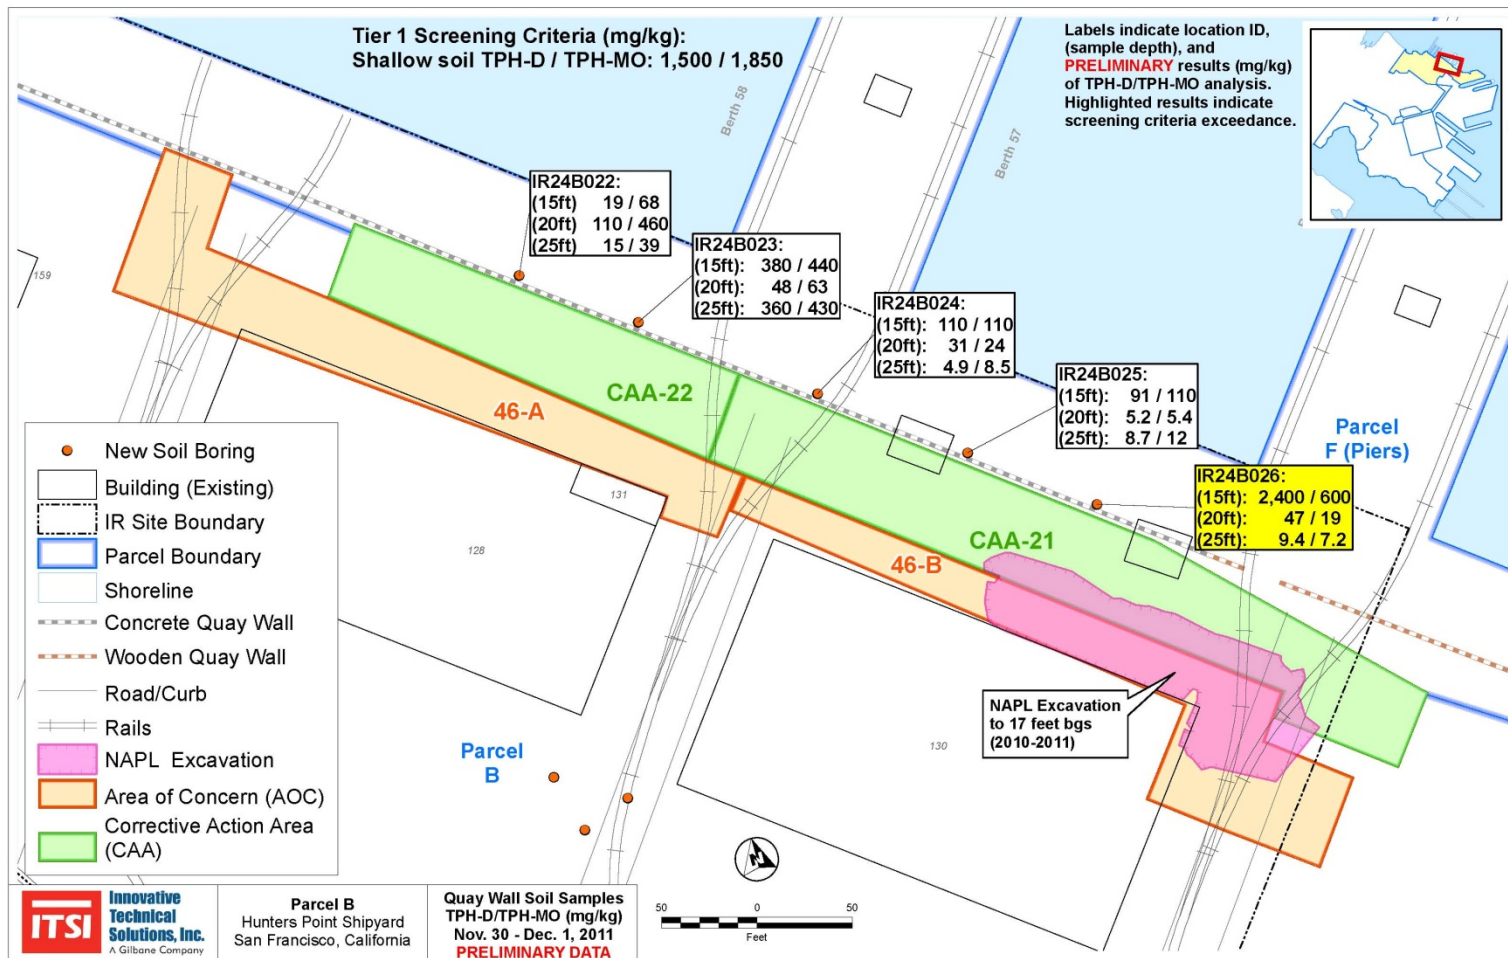 Tier 1 Screening Criteria (mg/kg):
Shallow soil TPH-D / TPH-MO: 1,500 / 1,850
Labels indicate location ID,
(sample depth), and
PRELIMINARY results (mg/kg)
of TPH-D/TPH-MO analysis.
Highlighted results indicate
screening criteria exceedance.
Berth 58
Berth 57
IR24B022:
(15ft) 19 / 68
(20ft) 110 / 460
(25ft) 15 / 39
IR24B023:
(15ft): 380 / 440
(20ft): 48 / 63
(25ft): 360 / 430
IR24B024:
(15ft): 110 / 110
(20ft): 31 / 24
(25ft): 4.9 / 8.5
IR24B025:
(15ft): 91 / 110
(20ft): 5.2 / 5.4
(25ft): 8.7 / 12
IR24B026:
(15ft): 2,400 / 600
(20ft): 47 / 19
(25ft): 9.4 / 7.2
Parcel
F (Piers)
159
CAA-22
46-A
131
128
CAA-21
46-B
130
NAPL Excavation
to 17 feet bgs
(2010-2011)
Parcel
B
New Soil Boring
Building (Existing)
IR Site Boundary
Parcel Boundary
Shoreline
Concrete Quay Wall
Wooden Quay Wall
Road/Curb
Rails
NAPL Excavation
Area of Concern (AOC)
Corrective Action Area
(CAA)
N
50 0 50
Feet
ITSI
Innovative
Technical
Solutions, Inc.
A Gilbane Company
Parcel B
Hunters Point Shipyard
San Francisco, California
Quay Wall Soil Samples
TPH-D/TPH-MO (mg/kg)
Nov. 30 - Dec. 1, 2011
PRELIMINARY DATA